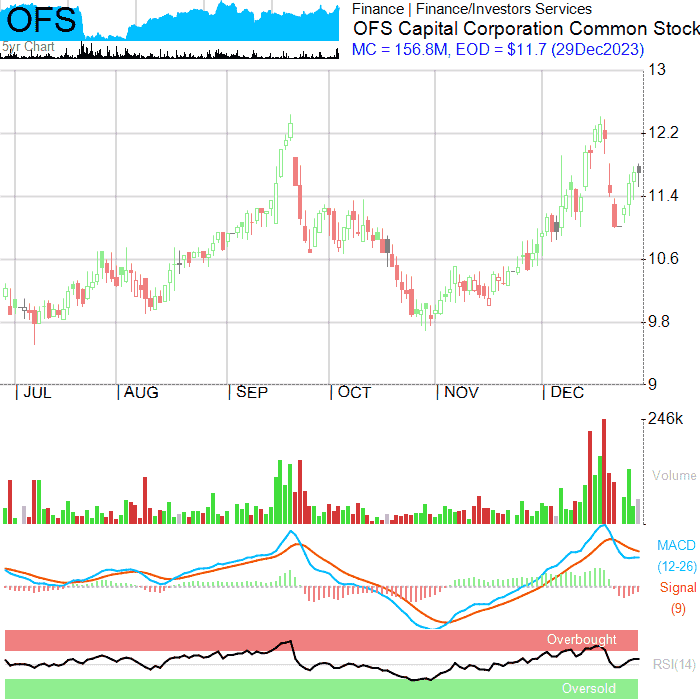 OFS
5yr Chart
Finance | Finance/Investors Services
OFS Capital Corporation Common Stock
MC = 156.8M, EOD = $11.7 (29Dec2023)
13
12.2
11.4
10.6
9.8
9
JUL AUG SEP OCT NOV DEC
246k
Volume
MACD
(12-26)
Signal
(9)
Overbought
RSI(14)
Oversold